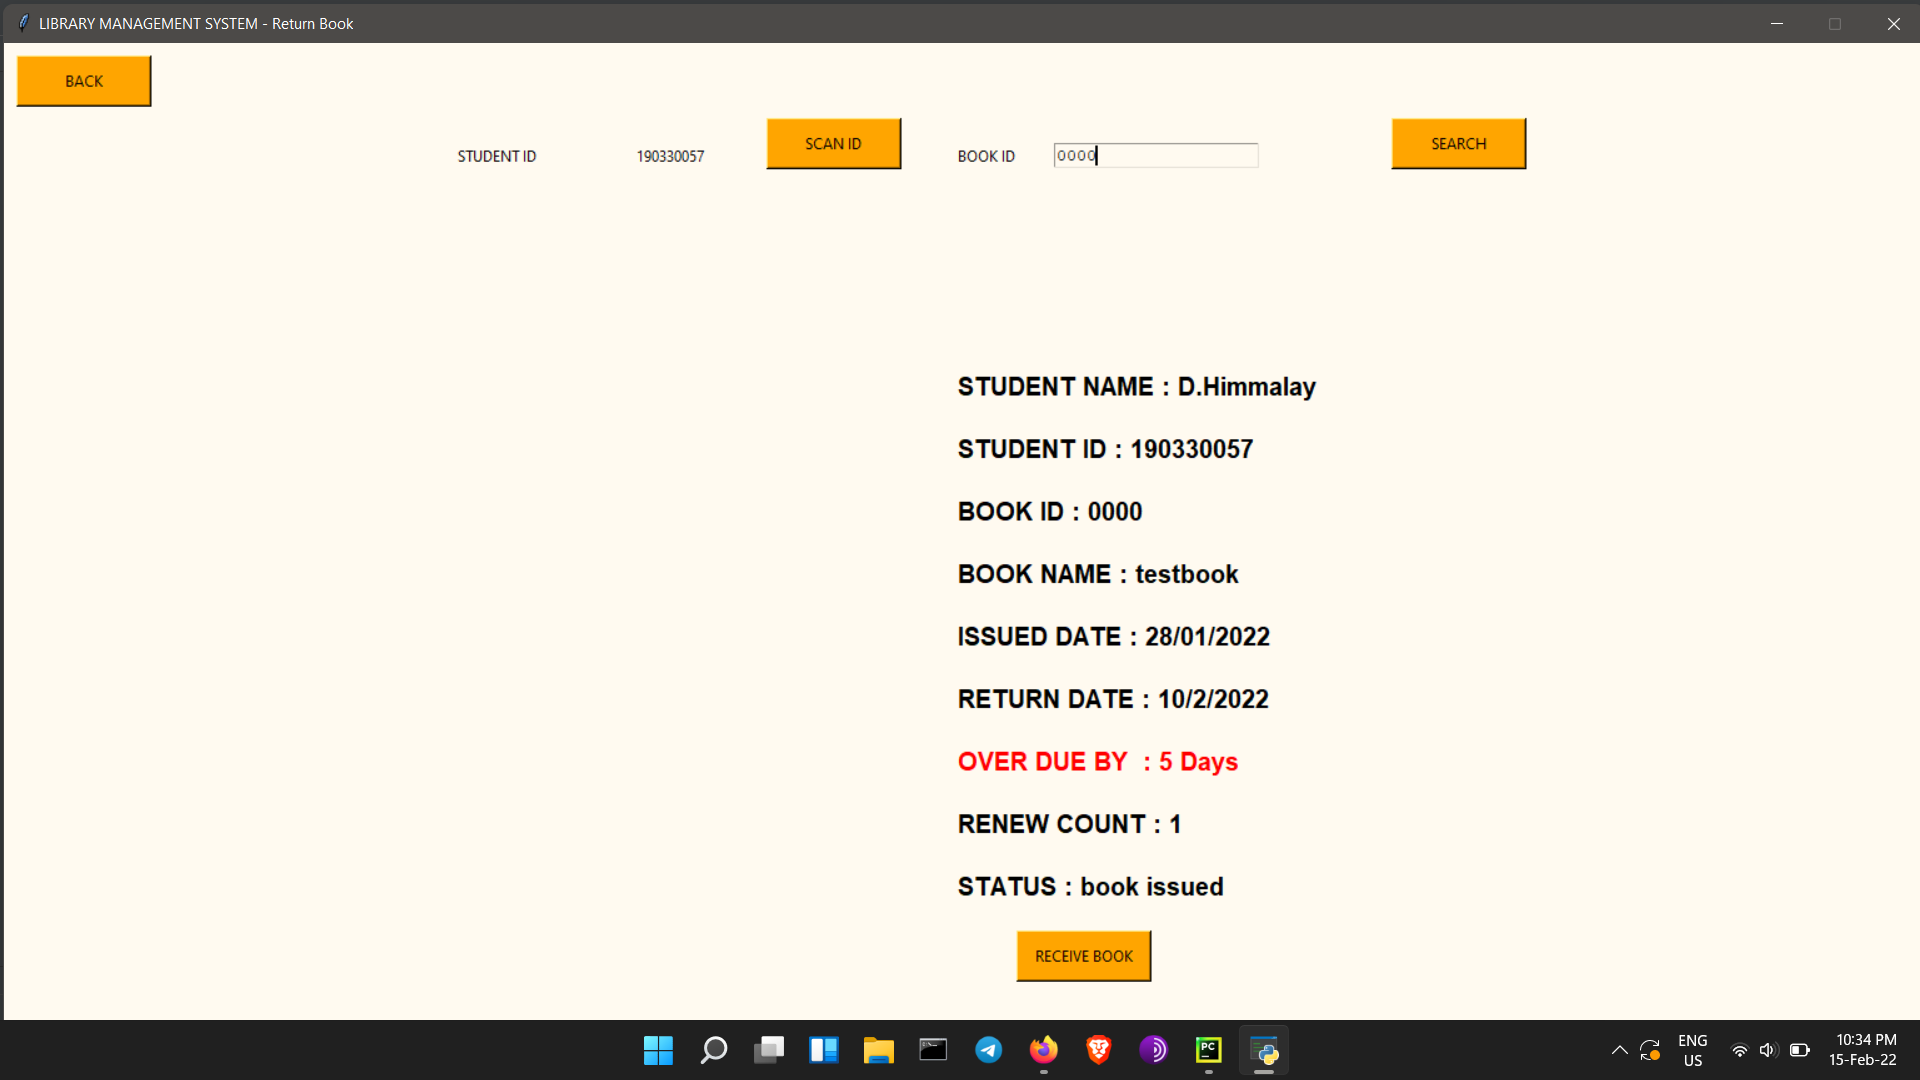 LIBRARY MANAGEMENT SYSTEM - Return Book
BACK
STUDENT ID 190330057 SCAN ID BOOK ID 0000 SEARCH
STUDENT NAME : D.Himmalay
STUDENT ID : 190330057
BOOK ID : 0000
BOOK NAME : testbook
ISSUED DATE : 28/01/2022
RETURN DATE : 10/2/2022
OVER DUE BY  : 5 Days
RENEW COUNT : 1
STATUS : book issued
RECEIVE BOOK
PC
ENG
US
10:34 PM
15-Feb-22